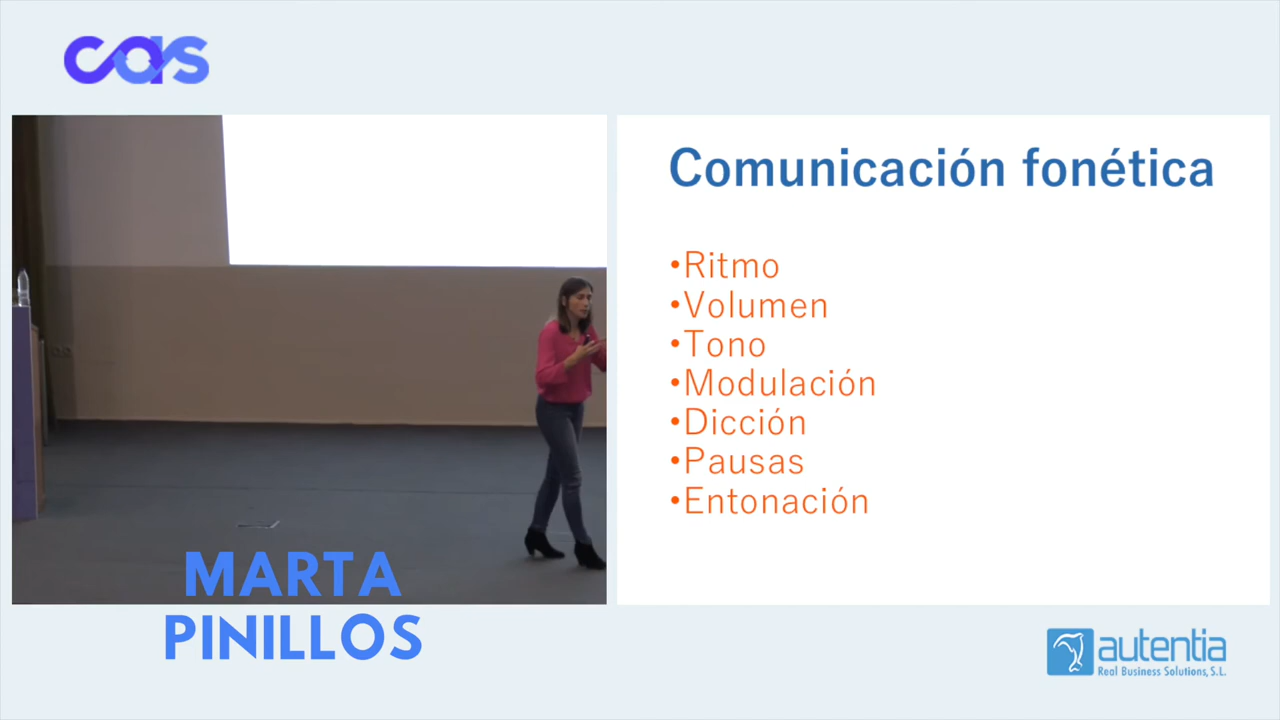 cas
Comunicación fonética
•Ritmo
•Volumen
•Tono
•Modulación
•Dicción
•Pausas
•Entonación
MARTA
PINILLOS
autentia
Real Business Solutions, S.L.